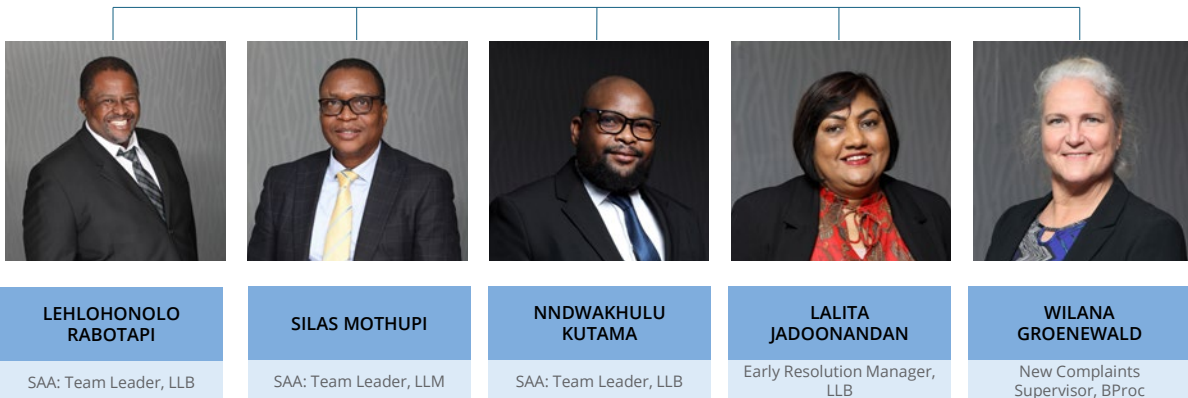 LEHLOHONOLO
RABOTAPI
SAA: Team Leader, LLB
SILAS MOTHUPI
SAA: Team Leader, LLM
NNDWAKHULU
KUTAMA
SAA: Team Leader, LLB
LALITA
JADOONANDAN
Early Resolution Manager,
LLB
WILANA
GROENEWALD
New Complaints
Supervisor, BProc